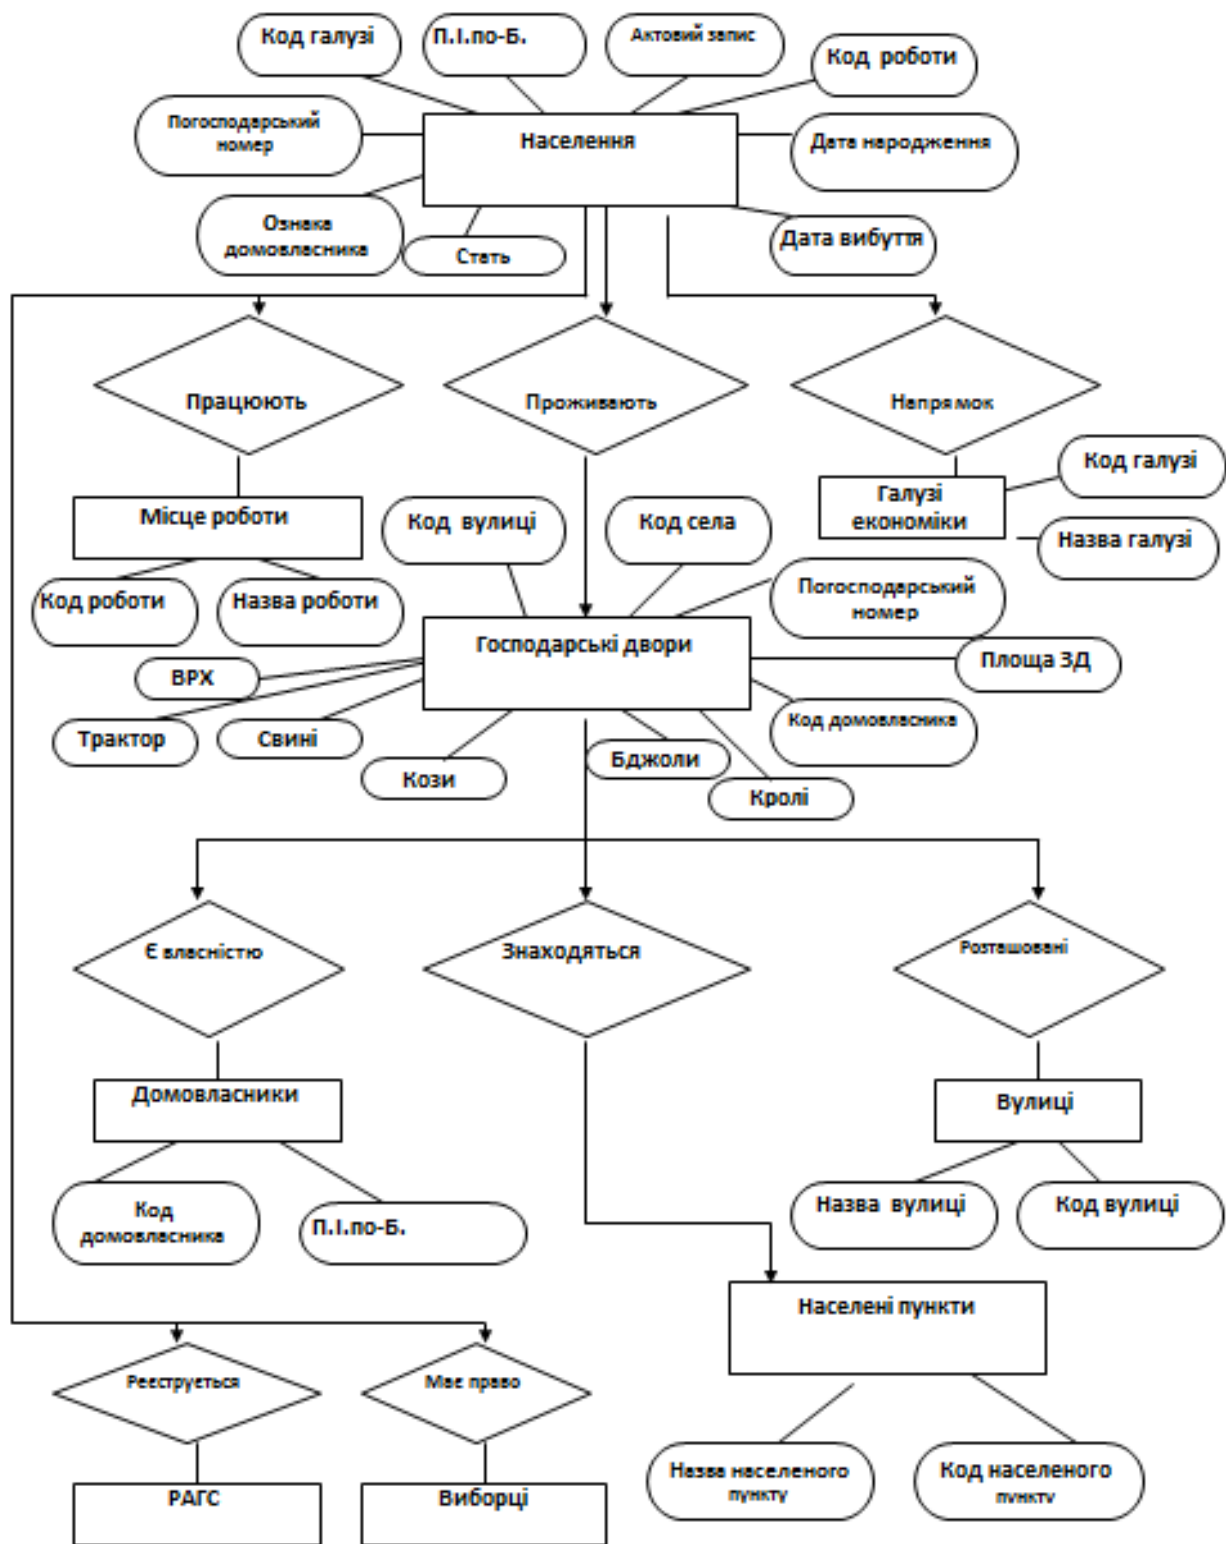 Код галузі
П.І.по-Б.
Актовий запис
Код роботи
Погосподарський
номер
Населення
Дата народження
Ознака
домовласника
Стать
Дата вибуття
Працюють
Проживають
Напрямок
Код галузі
Галузі
економіки
Назва галузі
Місце роботи
Код вулиці
Код села
Код роботи
Назва роботи
Погосподарський
номер
Господарські двори
Площа ЗД
ВРХ
Трактор
Свині
Код домовласника
Кози
Бджоли
Кролі
Є власністю
Знаходяться
Розташовані
Домовласники
Вулиці
Код
домовласника
П.І.по-Б.
Назва вулиці
Код вулиці
Населені пункти
Реєструється
Має право
Назва населеного
пункту
Код населеного
пункту
РАГС
Виборці